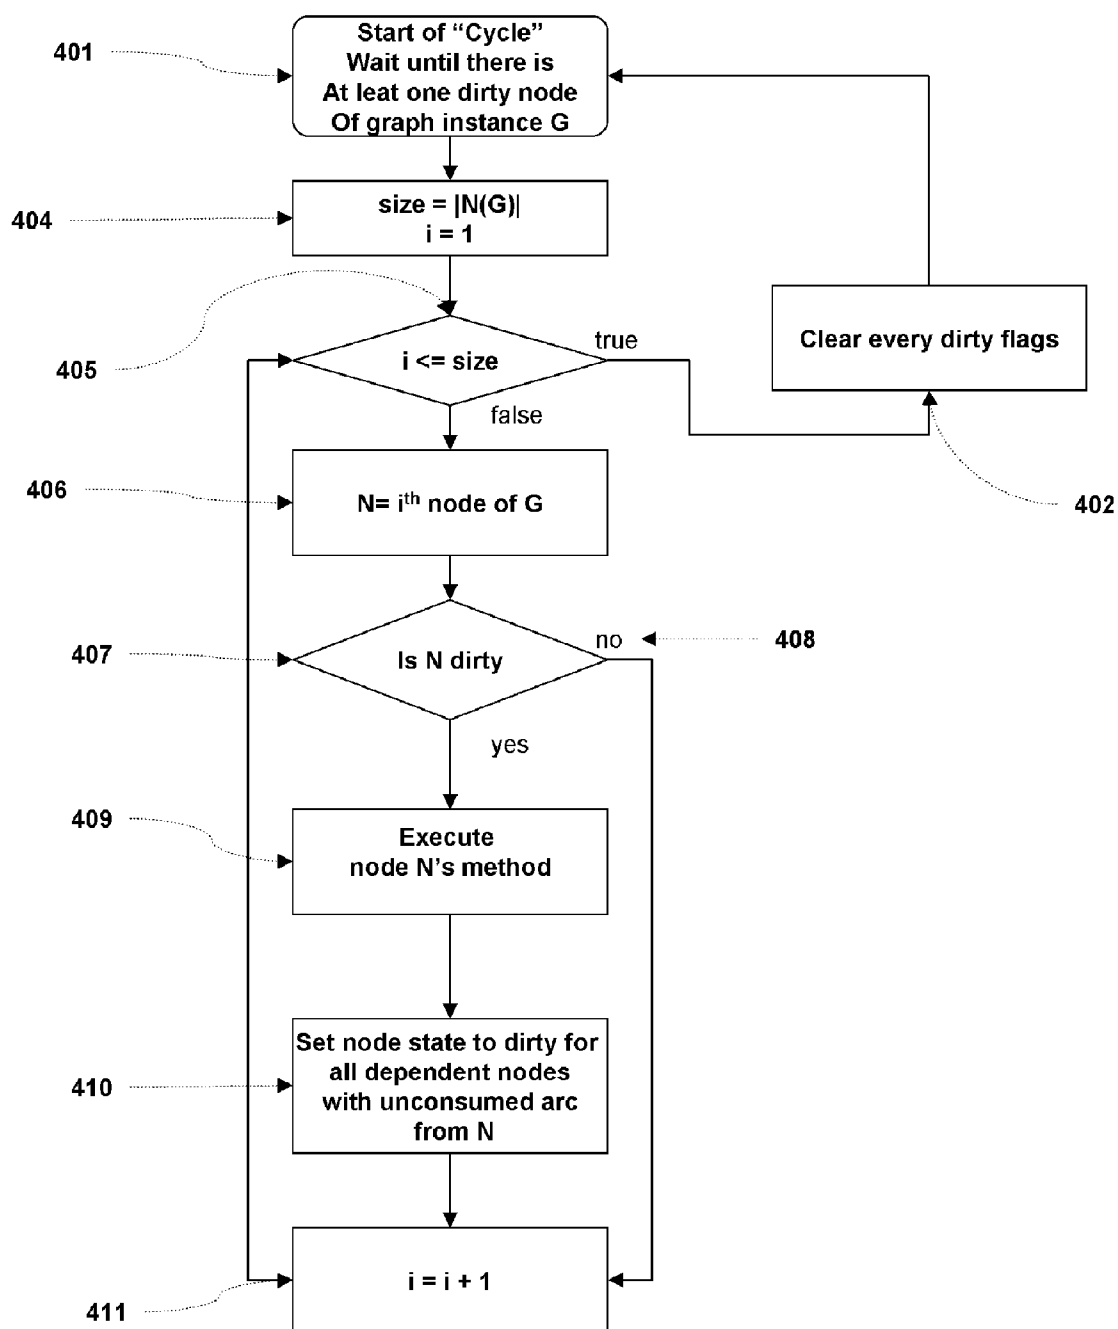 401
Start of “Cycle”
Wait until there is
At leat one dirty node
Of graph instance G
404
size = |N(G)|
i = 1
405
i <= size
true
false
Clear every dirty flags
402
406
N= iᵗʰ node of G
407
Is N dirty
no
408
yes
409
Execute
node N’s method
410
Set node state to dirty for
all dependent nodes
with unconsumed arc
from N
411
i = i + 1